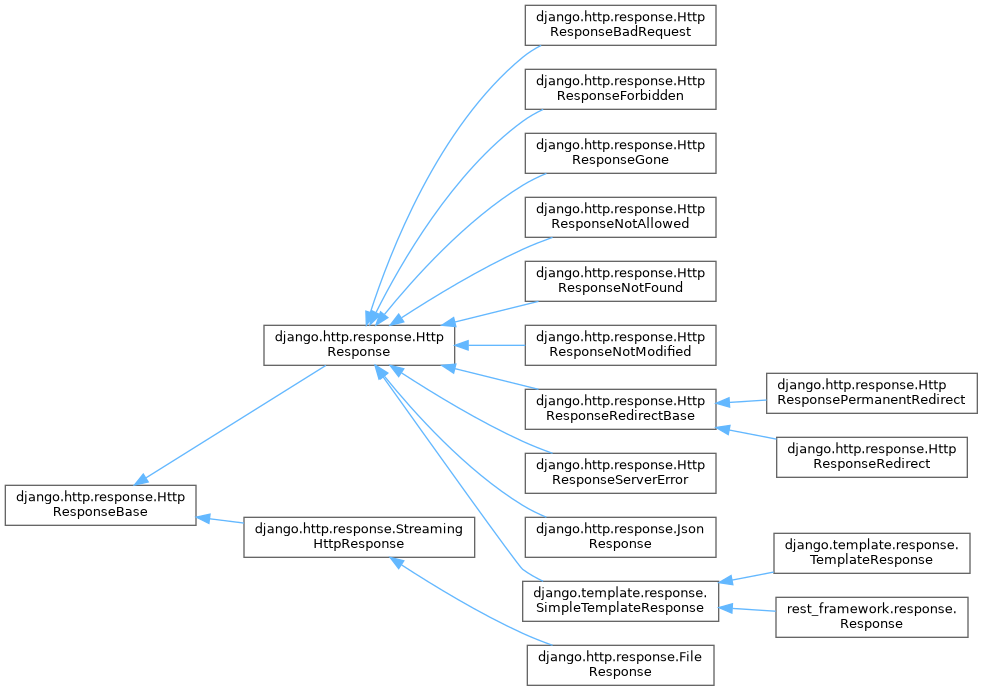 django.http.response.Http
ResponseBadRequest
django.http.response.Http
ResponseForbidden
django.http.response.Http
ResponseGone
django.http.response.Http
ResponseNotAllowed
django.http.response.Http
ResponseNotFound
django.http.response.Http
Response
django.http.response.Http
ResponseNotModified
django.http.response.Http
ResponsePermanentRedirect
django.http.response.Http
ResponseRedirectBase
django.http.response.Http
ResponseRedirect
django.http.response.Http
ResponseServerError
django.http.response.Http
ResponseBase
django.http.response.Streaming
HttpResponse
django.http.response.Json
Response
django.template.response.
TemplateResponse
django.template.response.
SimpleTemplateResponse
rest_framework.response.
Response
django.http.response.File
Response